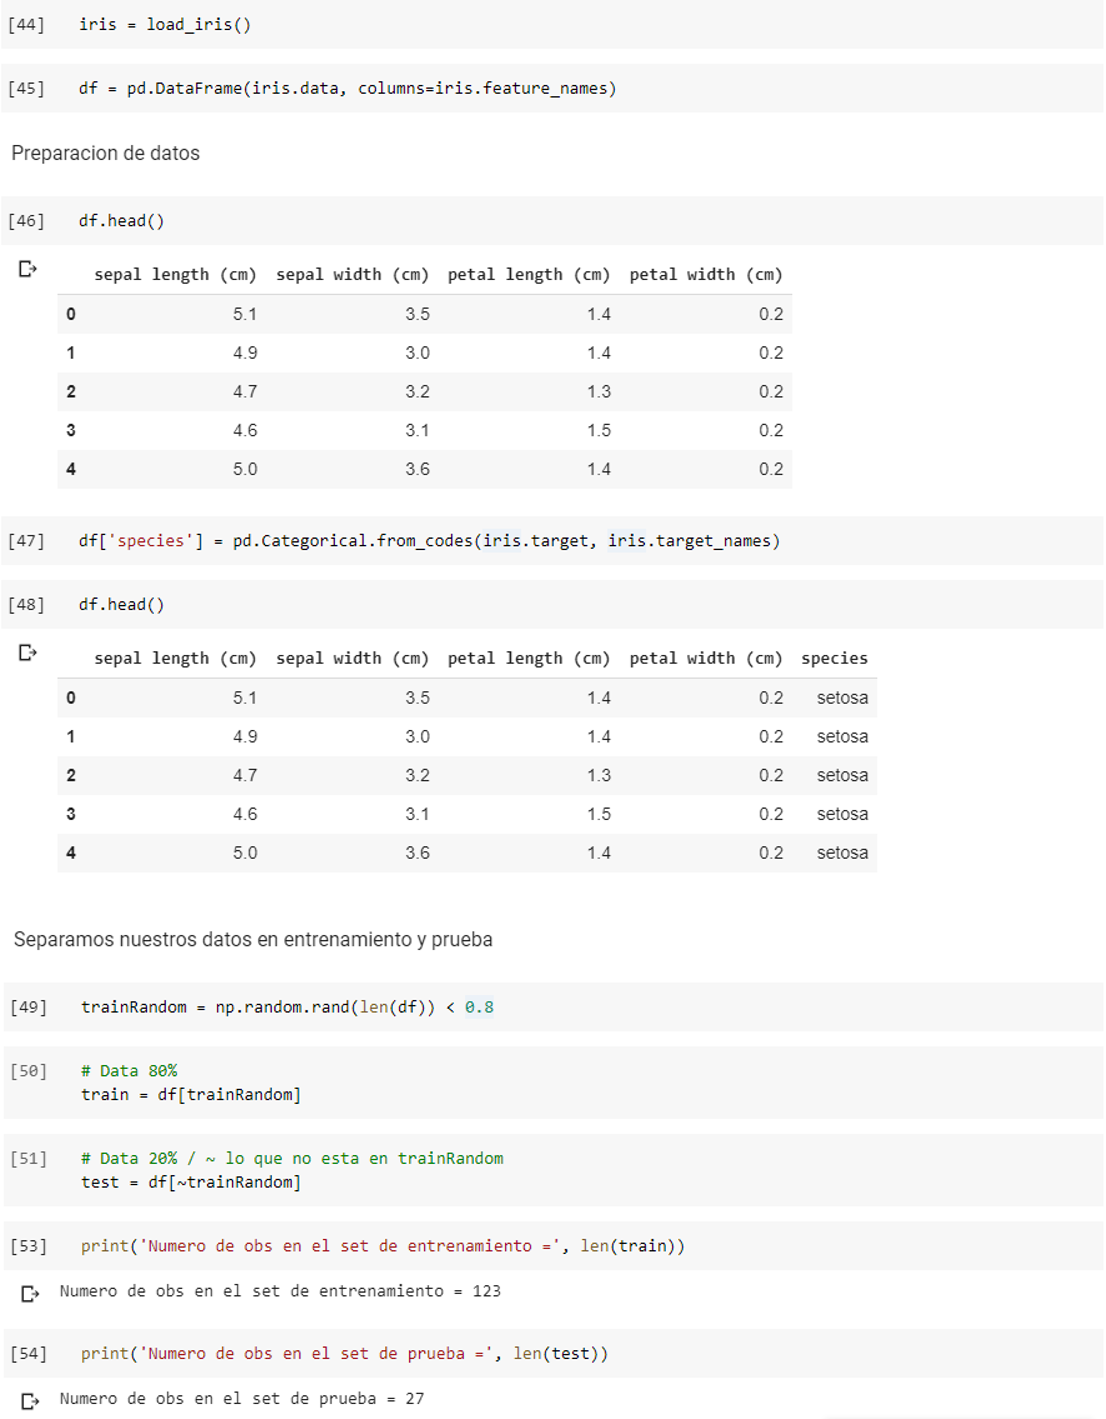 [44] iris = load_iris()
[45] df = pd.DataFrame(iris.data, columns=iris.feature_names)
Preparacion de datos
[46] df.head()
sepal length (cm) sepal width (cm) petal length (cm) petal width (cm)
0 5.1 3.5 1.4 0.2
1 4.9 3.0 1.4 0.2
2 4.7 3.2 1.3 0.2
3 4.6 3.1 1.5 0.2
4 5.0 3.6 1.4 0.2
[47] df['species'] = pd.Categorical.from_codes(iris.target, iris.target_names)
[48] df.head()
sepal length (cm) sepal width (cm) petal length (cm) petal width (cm) species
0 5.1 3.5 1.4 0.2 setosa
1 4.9 3.0 1.4 0.2 setosa
2 4.7 3.2 1.3 0.2 setosa
3 4.6 3.1 1.5 0.2 setosa
4 5.0 3.6 1.4 0.2 setosa
Separamos nuestros datos en entrenamiento y prueba
[49] trainRandom = np.random.rand(len(df)) < 0.8
[50] # Data 80%
train = df[trainRandom]
[51] # Data 20% / ~ lo que no esta en trainRandom
test = df[~trainRandom]
[53] print('Numero de obs en el set de entrenamiento =', len(train))
Numero de obs en el set de entrenamiento = 123
[54] print('Numero de obs en el set de prueba =', len(test))
Numero de obs en el set de prueba = 27